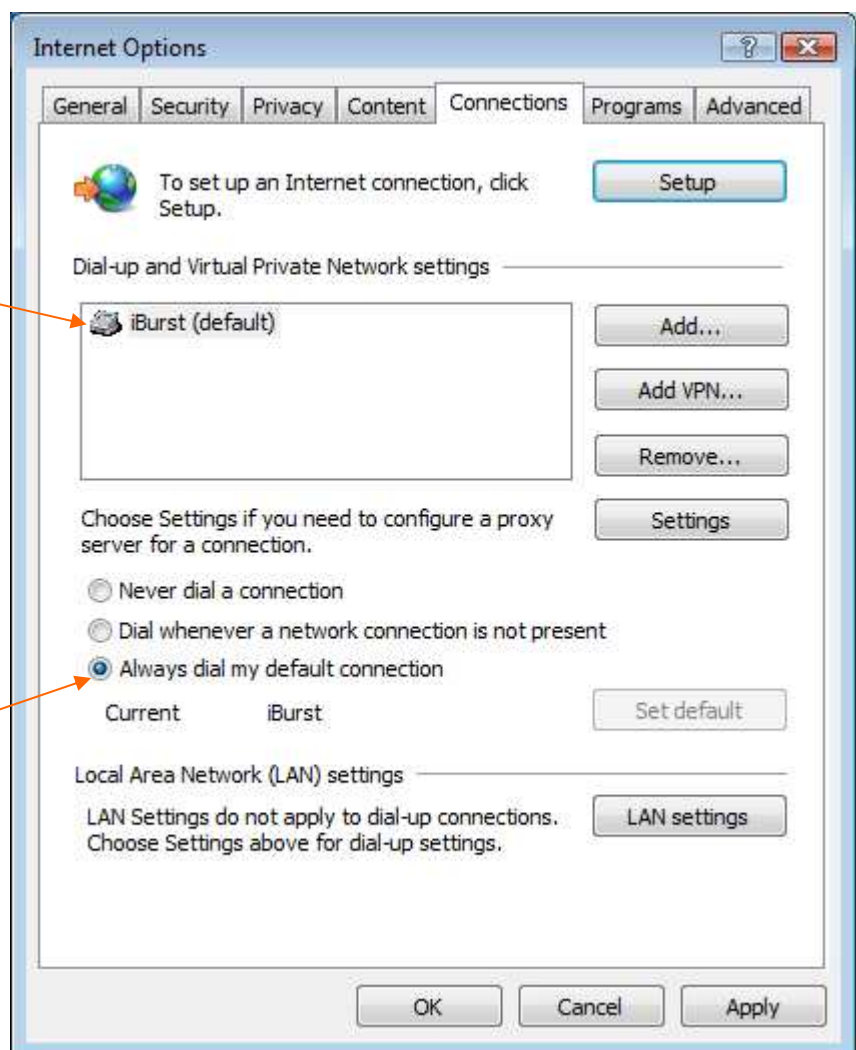 Internet Options
General Security Privacy Content Connections Programs Advanced
To set up an Internet connection, click
Setup.
Setup
Dial-up and Virtual Private Network settings
iBurst (default)
Add...
Add VPN...
Remove...
Choose Settings if you need to configure a proxy
server for a connection.
Settings
Never dial a connection
Dial whenever a network connection is not present
Always dial my default connection
Current iBurst
Set default
Local Area Network (LAN) settings
LAN Settings do not apply to dial-up connections.
Choose Settings above for dial-up settings.
LAN settings
OK Cancel Apply